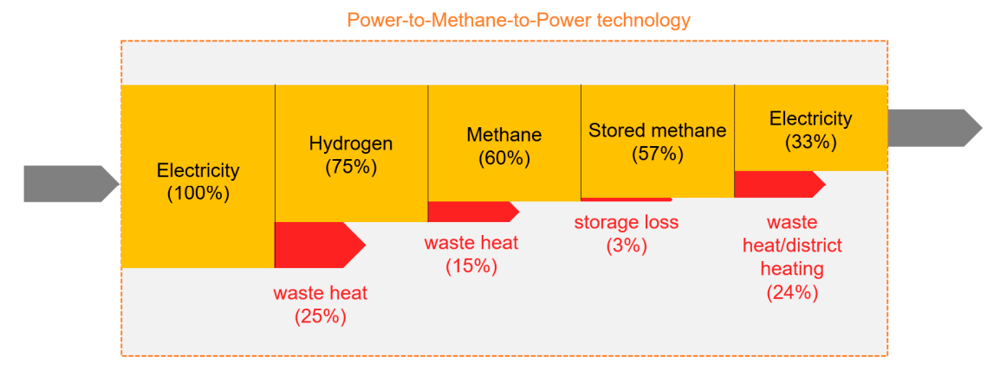 Power-to-Methane-to-Power technology
Electricity
(100%)
Hydrogen
(75%)
Methane
(60%)
Stored methane
(57%)
Electricity
(33%)
waste heat
(25%)
waste heat
(15%)
storage loss
(3%)
waste
heat/district
heating
(24%)